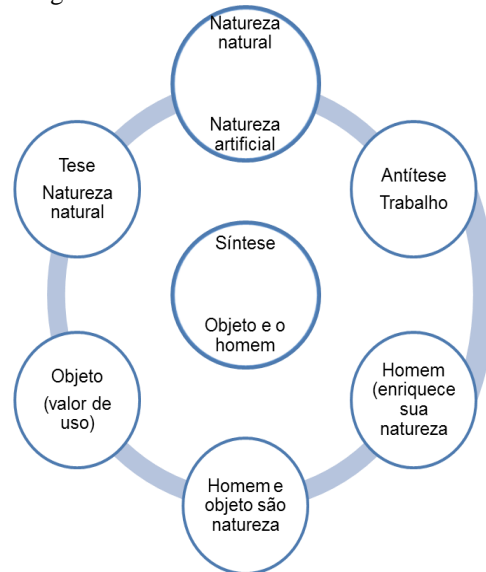 Natureza
natural
Natureza
artificial
Tese
Natureza
natural
Antítese
Trabalho
Síntese
Objeto e o
homem
Objeto
(valor de
uso)
Homem
(enriquece
sua
natureza
Homem e
objeto são
natureza